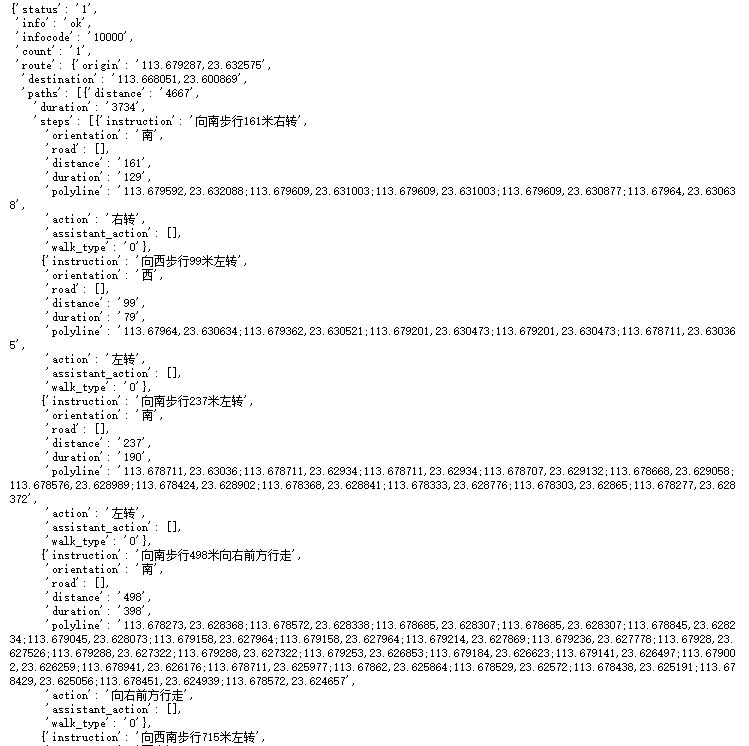 {'status': '1',
'info': 'ok',
'infocode': '10000',
'count': '1',
'route': {'origin': '113.679287,23.632575',
'destination': '113.668051,23.600869',
'paths': [{'distance': '4667',
'duration': '3734',
'steps': [{'instruction': '向南步行161米右转',
'orientation': '南',
'road': [],
'distance': '161',
'duration': '129',
'polyline': '113.679592,23.632088;113.679609,23.631003;113.679609,23.631003;113.679609,23.630877;113.67964,23.63063
8',
'action': '右转',
'assistant_action': [],
'walk_type': '0'},
{'instruction': '向西步行99米左转',
'orientation': '西',
'road': [],
'distance': '99',
'duration': '79',
'polyline': '113.67964,23.630634;113.679362,23.630521;113.679201,23.630473;113.679201,23.630473;113.678711,23.63036
5',
'action': '左转',
'assistant_action': [],
'walk_type': '0'},
{'instruction': '向南步行237米左转',
'orientation': '南',
'road': [],
'distance': '237',
'duration': '190',
'polyline': '113.678711,23.63036;113.678711,23.62934;113.678711,23.62934;113.678707,23.629132;113.678668,23.629058;
113.678576,23.628989;113.678424,23.628902;113.678368,23.628841;113.678333,23.628776;113.678303,23.62865;113.678277,23.628
372',
'action': '左转',
'assistant_action': [],
'walk_type': '0'},
{'instruction': '向南步行498米向右前方行走',
'orientation': '南',
'road': [],
'distance': '498',
'duration': '398',
'polyline': '113.678273,23.628368;113.678572,23.628338;113.678685,23.628307;113.678685,23.628307;113.678845,23.6282
34;113.679045,23.628073;113.679158,23.627964;113.679158,23.627964;113.679214,23.627869;113.679236,23.627778;113.67928,23.
627526;113.679288,23.627322;113.679288,23.627322;113.679253,23.626853;113.679184,23.626623;113.679141,23.626497;113.67900
2,23.626259;113.678941,23.626176;113.678711,23.625977;113.67862,23.625864;113.678529,23.62572;113.678438,23.625191;113.67
8429,23.625056;113.678451,23.624939;113.678572,23.624657',
'action': '向右前方行走',
'assistant_action': [],
'walk_type': '0'},
{'instruction': '向西南步行715米左转',